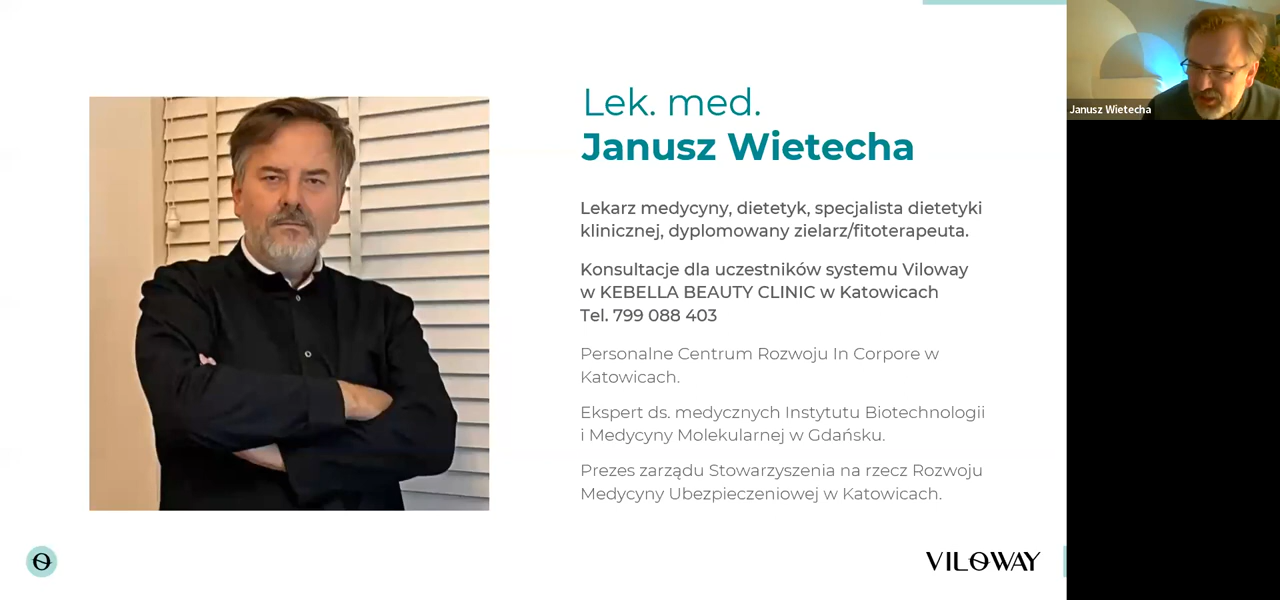 Lek. med.
Janusz Wietecha
Lekarz medycyny, dietetyk, specjalista dietetyki
klinicznej, dyplomowany zielarz/fitoterapeuta.
Konsultacje dla uczestników systemu Viloway
w KEBELLA BEAUTY CLINIC w Katowicach
Tel. 799 088 403
Personalne Centrum Rozwoju In Corpore w
Katowicach.
Ekspert ds. medycznych Instytutu Biotechnologii
i Medycyny Molekularnej w Gdańsku.
Prezes zarządu Stowarzyszenia na rzecz Rozwoju
Medycyny Ubezpieczeniowej w Katowicach.
VILOWAY
Janusz Wietecha